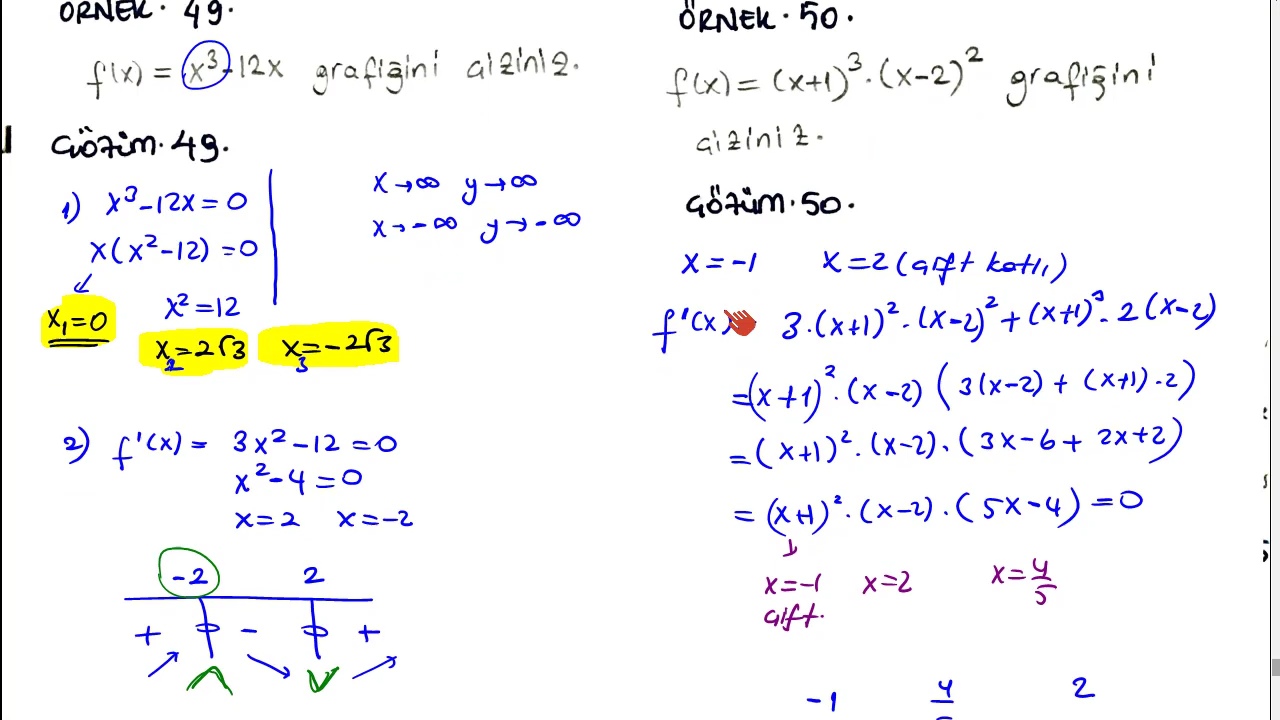 ÖRNEK. 49.
f(x) = x³-12x grafiğini çiziniz.
Çözüm. 49.
1) x³-12x=0
x(x²-12)=0
x₁=0
x²=12
x₂=2√3
x₃=-2√3
x→∞ y→∞
x→-∞ y→-∞
2) f'(x) = 3x²-12=0
x²-4=0
x=2 x=-2
-2 2
+ - +
ÖRNEK. 50.
f(x) = (x+1)³.(x-2)² grafiğini
çiziniz.
Çözüm. 50.
x=-1 x=2 (çift katlı)
f'(x) 3.(x+1)².(x-2)²+(x+1)³.2(x-2)
=(x+1)².(x-2)(3(x-2)+(x+1).2)
=(x+1)².(x-2).(3x-6+2x+2)
=(x+1)².(x-2).(5x-4)=0
x=-1 x=2 x=4/5
çift.
-1 4/5 2